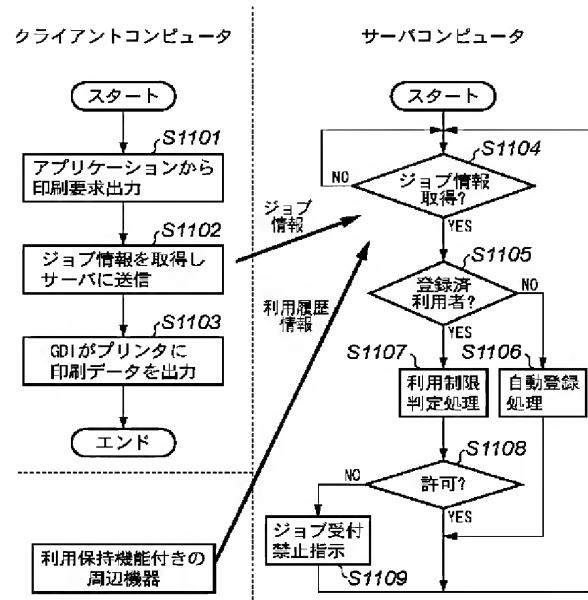 クライアントコンピュータ
スタート
S1101
アプリケーションから
印刷要求出力
S1102
ジョブ情報を取得し
サーバに送信
S1103
GDIがプリンタに
印刷データを出力
エンド
利用保持機能付きの
周辺機器
ジョブ
情報
利用履歴
情報
サーバコンピュータ
スタート
S1104
ジョブ情報
取得?
NO
YES
S1105
登録済
利用者?
NO
YES
S1107
利用制限
判定処理
S1106
自動登録
処理
S1108
許可?
NO
YES
ジョブ受付
禁止指示
S1109